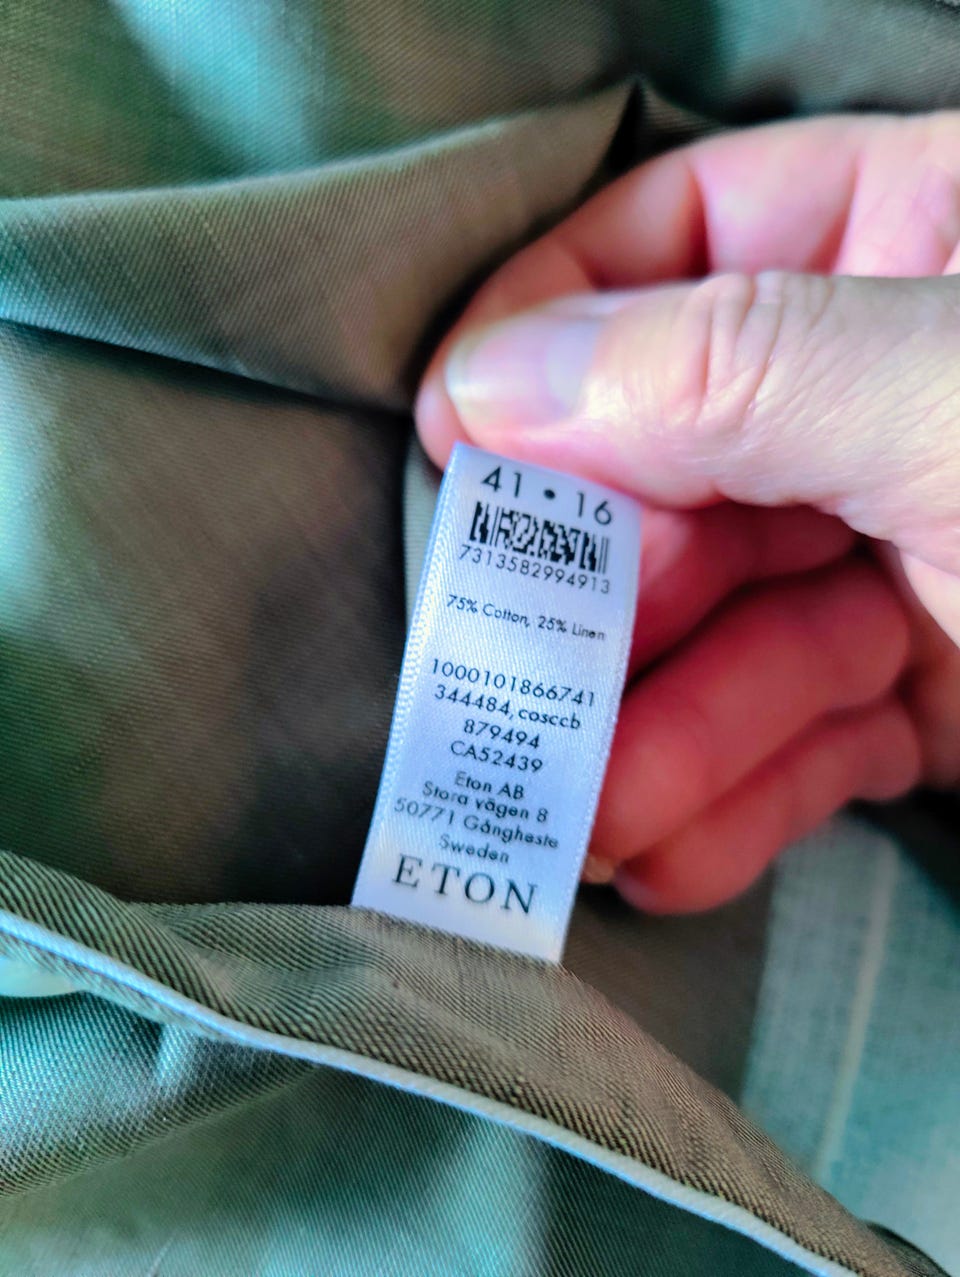 41 • 16
7313582994913
75% Cotton, 25% Linen
1000101866741
344484, cosccb
879494
CA52439
Eton AB
Stora vägen 8
50771 Gånghester
Sweden
ETON